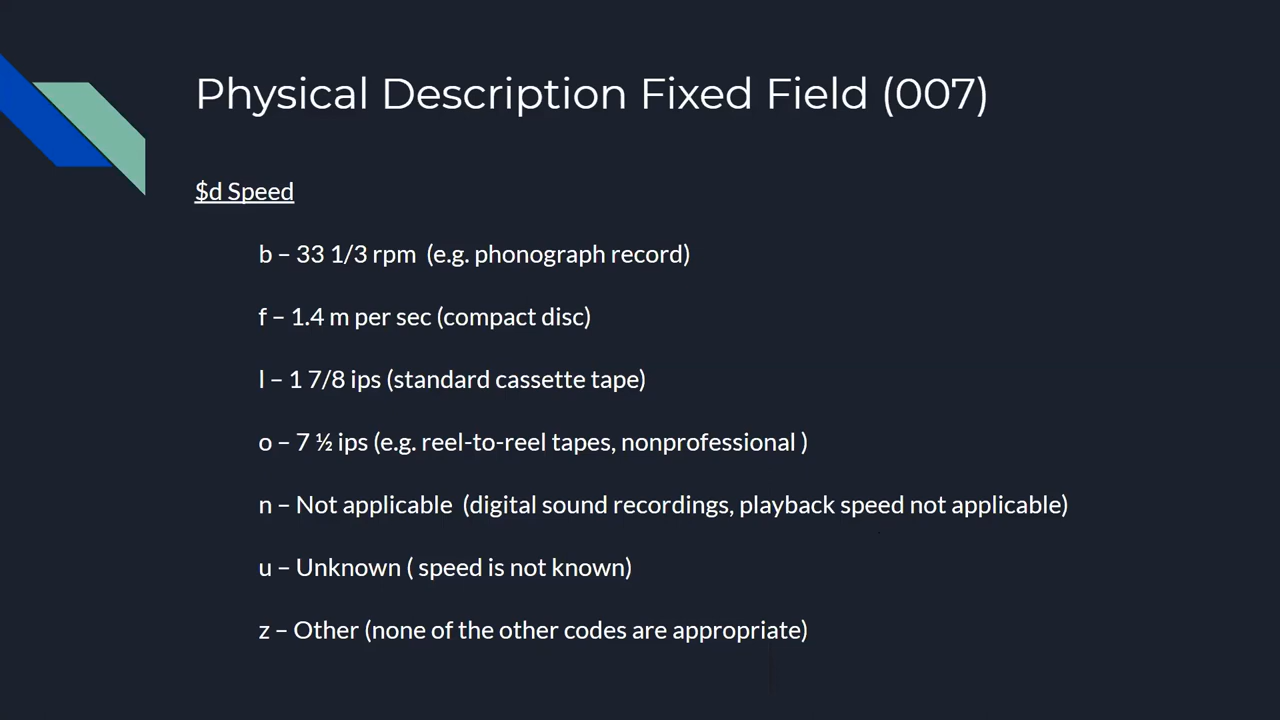 Physical Description Fixed Field (007)
$d Speed
b – 33 1/3 rpm  (e.g. phonograph record)
f – 1.4 m per sec (compact disc)
l – 1 7/8 ips (standard cassette tape)
o – 7 ½ ips (e.g. reel-to-reel tapes, nonprofessional )
n – Not applicable  (digital sound recordings, playback speed not applicable)
u – Unknown ( speed is not known)
z – Other (none of the other codes are appropriate)